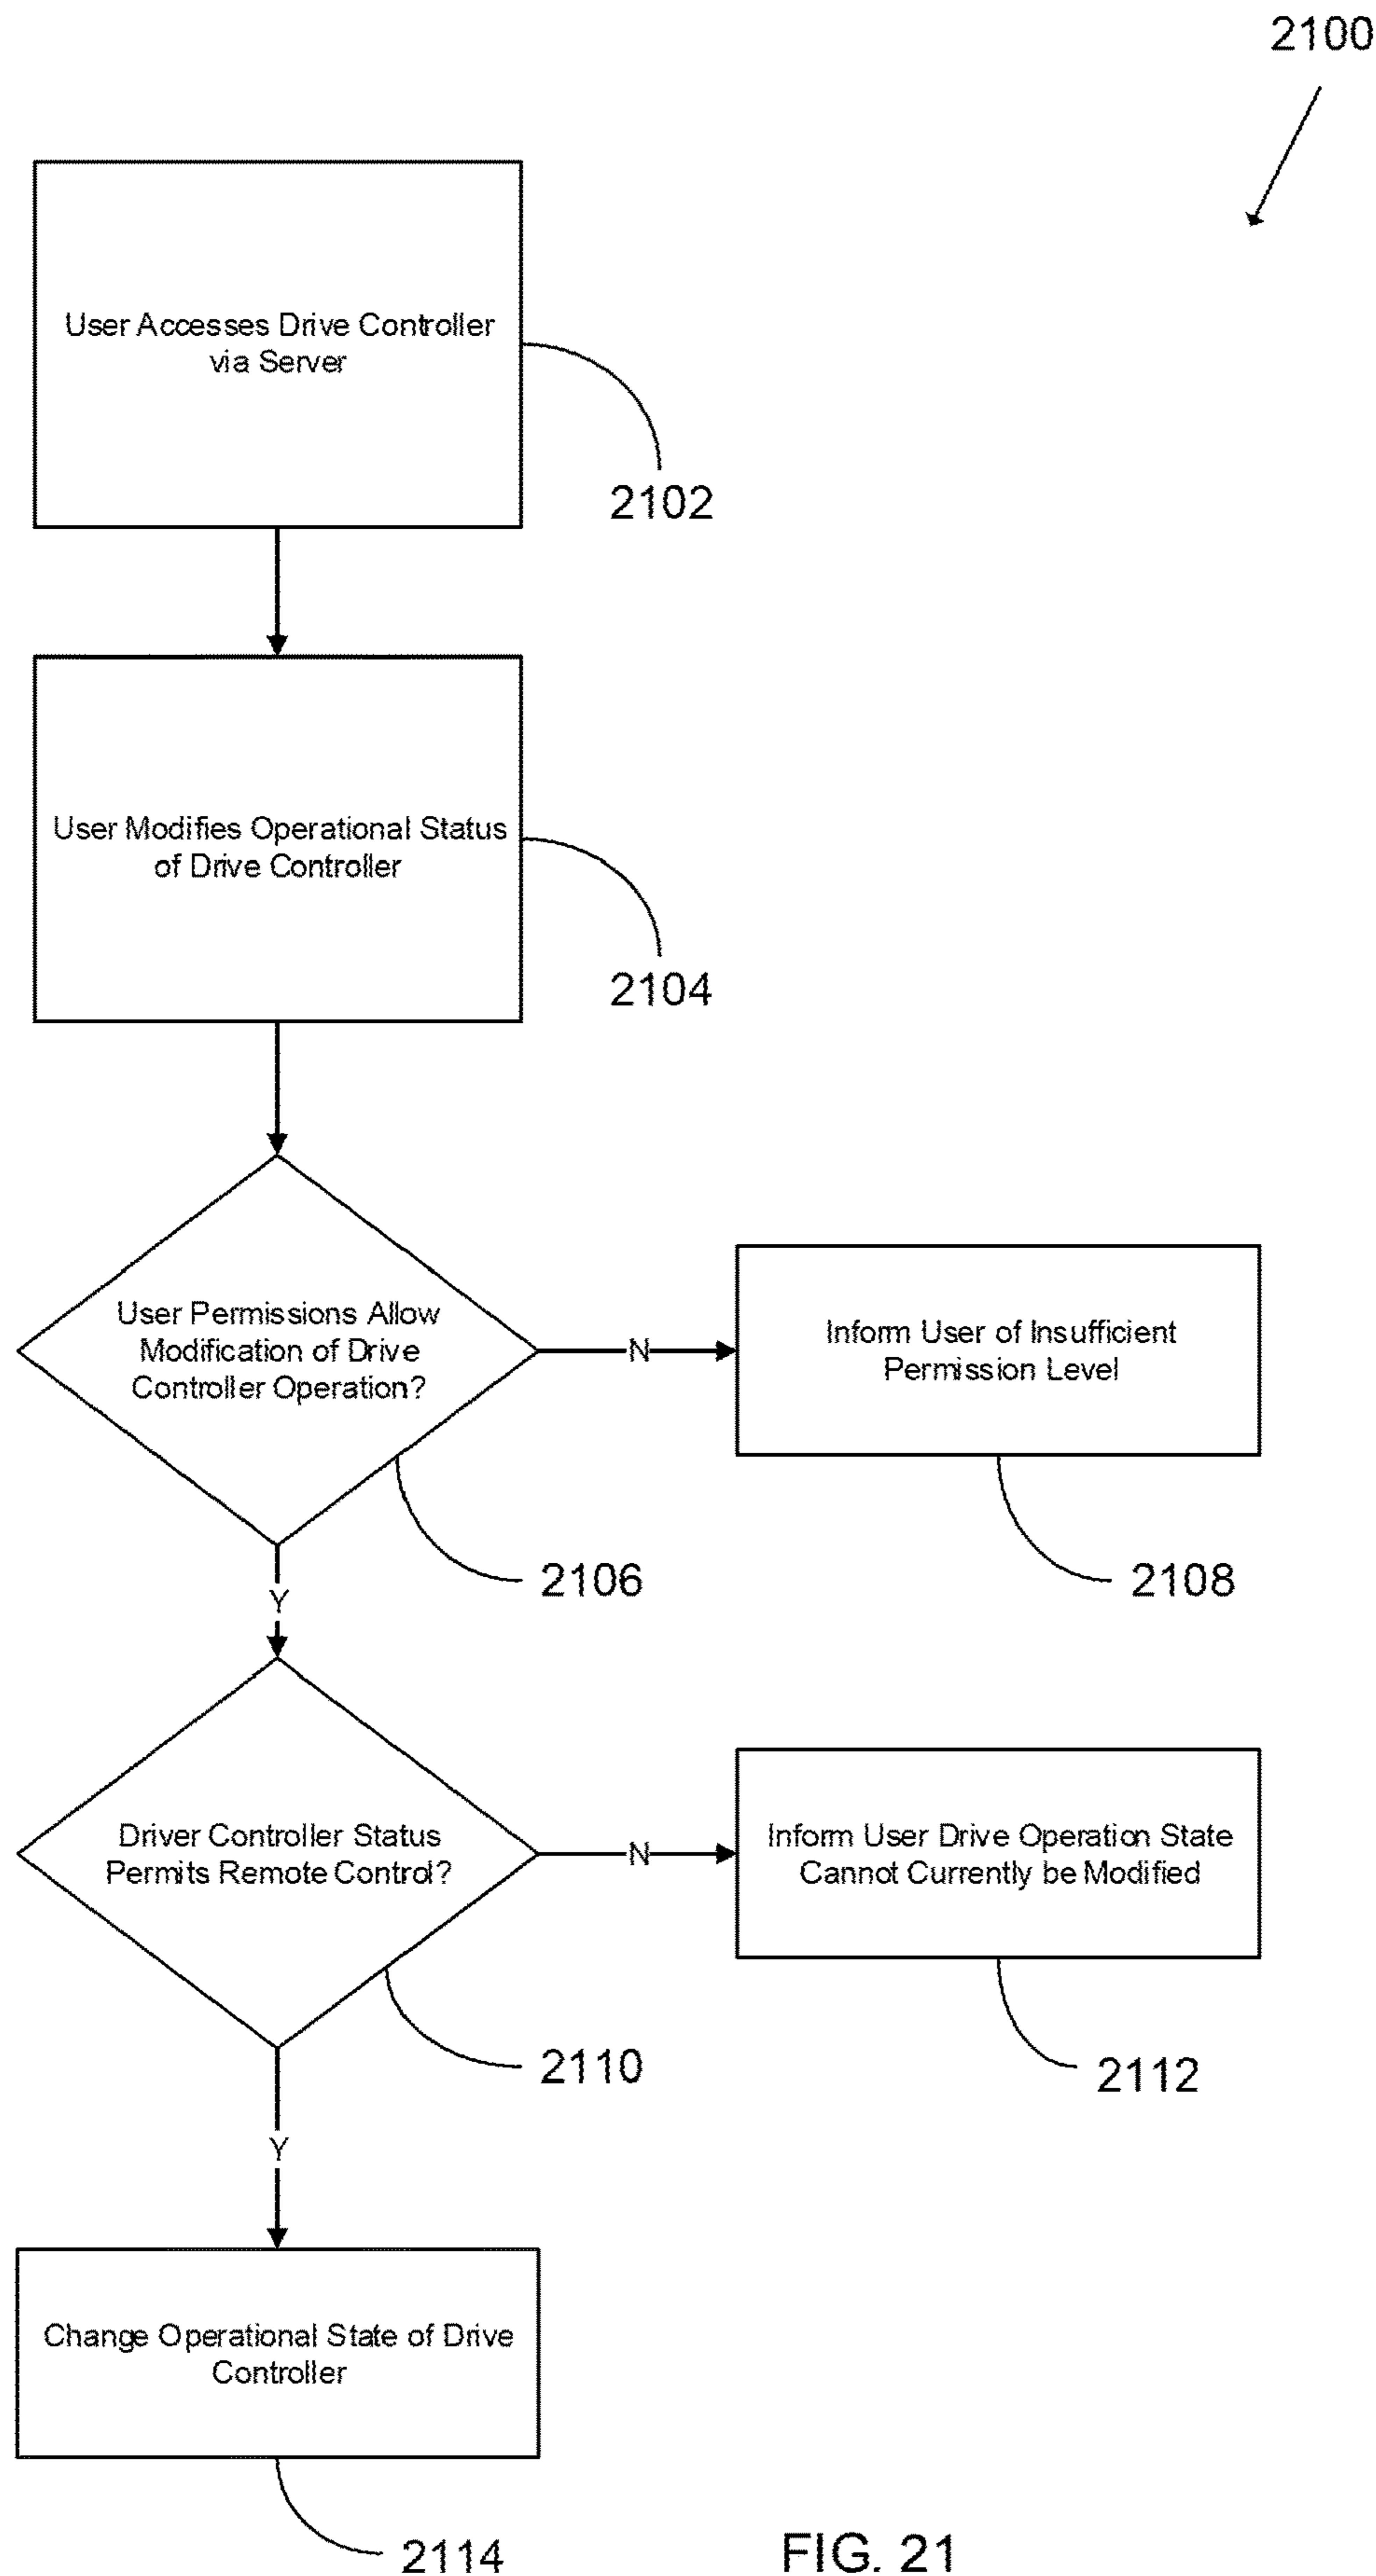 2100
User Accesses Drive Controller
via Server
2102
User Modifies Operational Status
of Drive Controller
2104
User Permissions Allow
Modification of Drive
Controller Operation?
N
Inform User of Insufficient
Permission Level
2106
2108
Y
Driver Controller Status
Permits Remote Control?
N
Inform User Drive Operation State
Cannot Currently be Modified
2110
2112
Y
Change Operational State of Drive
Controller
2114
FIG. 21